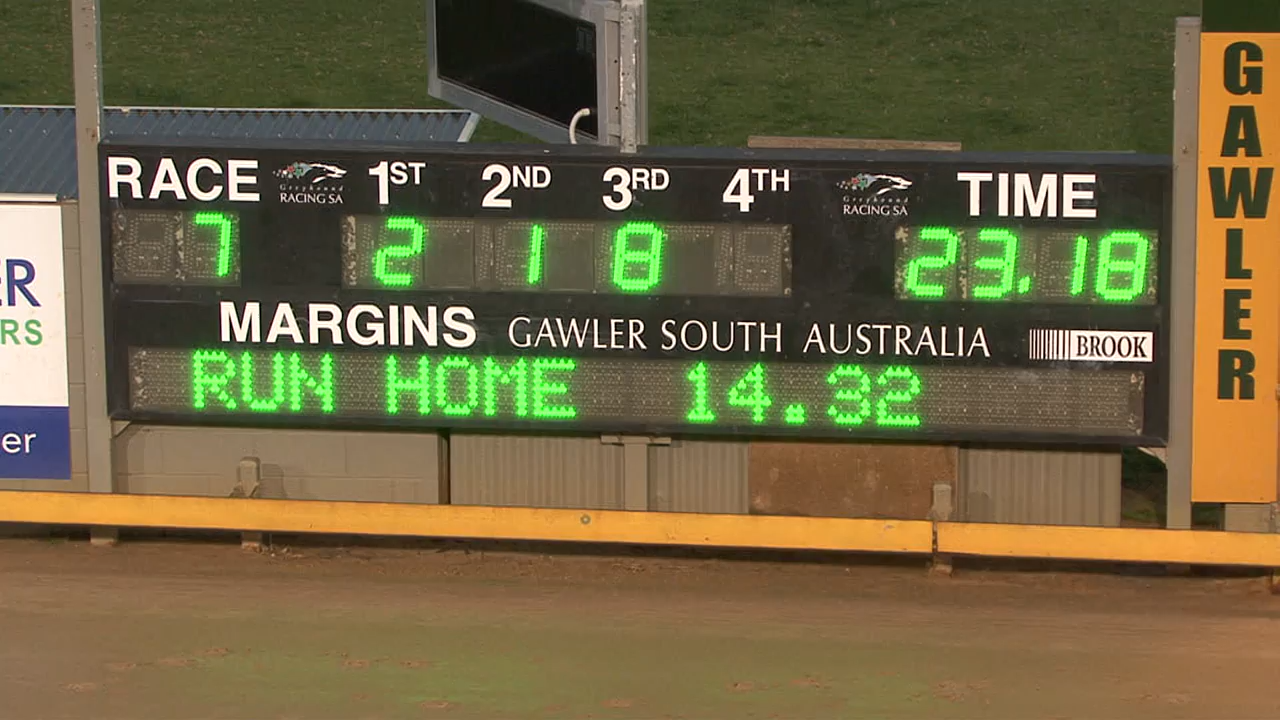 RACE Greyhound RACING SA 1ST 2ND 3RD 4TH Greyhound RACING SA TIME
7 2 1 8 23.18
MARGINS GAWLER SOUTH AUSTRALIA BROOK
RUN HOME 14.32
GAWLER
ER
RS
er